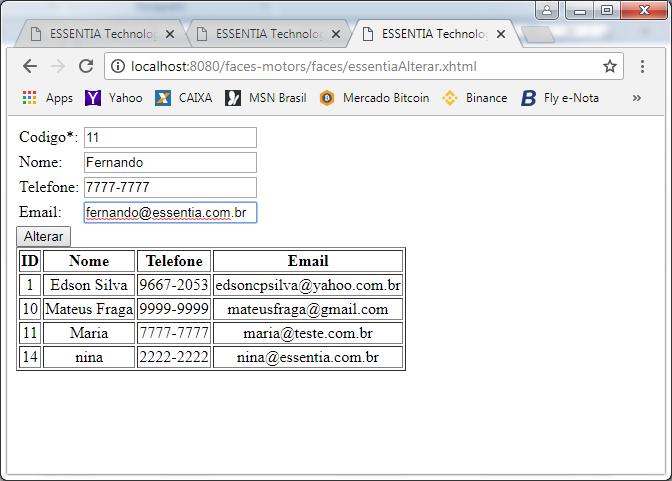 ESSENTIA Technolog ESSENTIA Technolog ESSENTIA Technolog
localhost:8080/faces-motors/faces/essentiaAlterar.xhtml
Apps Yahoo CAIXA MSN Brasil Mercado Bitcoin Binance Fly e-Nota »
Codigo*: 11
Nome: Fernando
Telefone: 7777-7777
Email: fernando@essentia.com.br
Alterar
ID Nome Telefone Email
1 Edson Silva 9667-2053 edsoncpsilva@yahoo.com.br
10 Mateus Fraga 9999-9999 mateusfraga@gmail.com
11 Maria 7777-7777 maria@teste.com.br
14 nina 2222-2222 nina@essentia.com.br